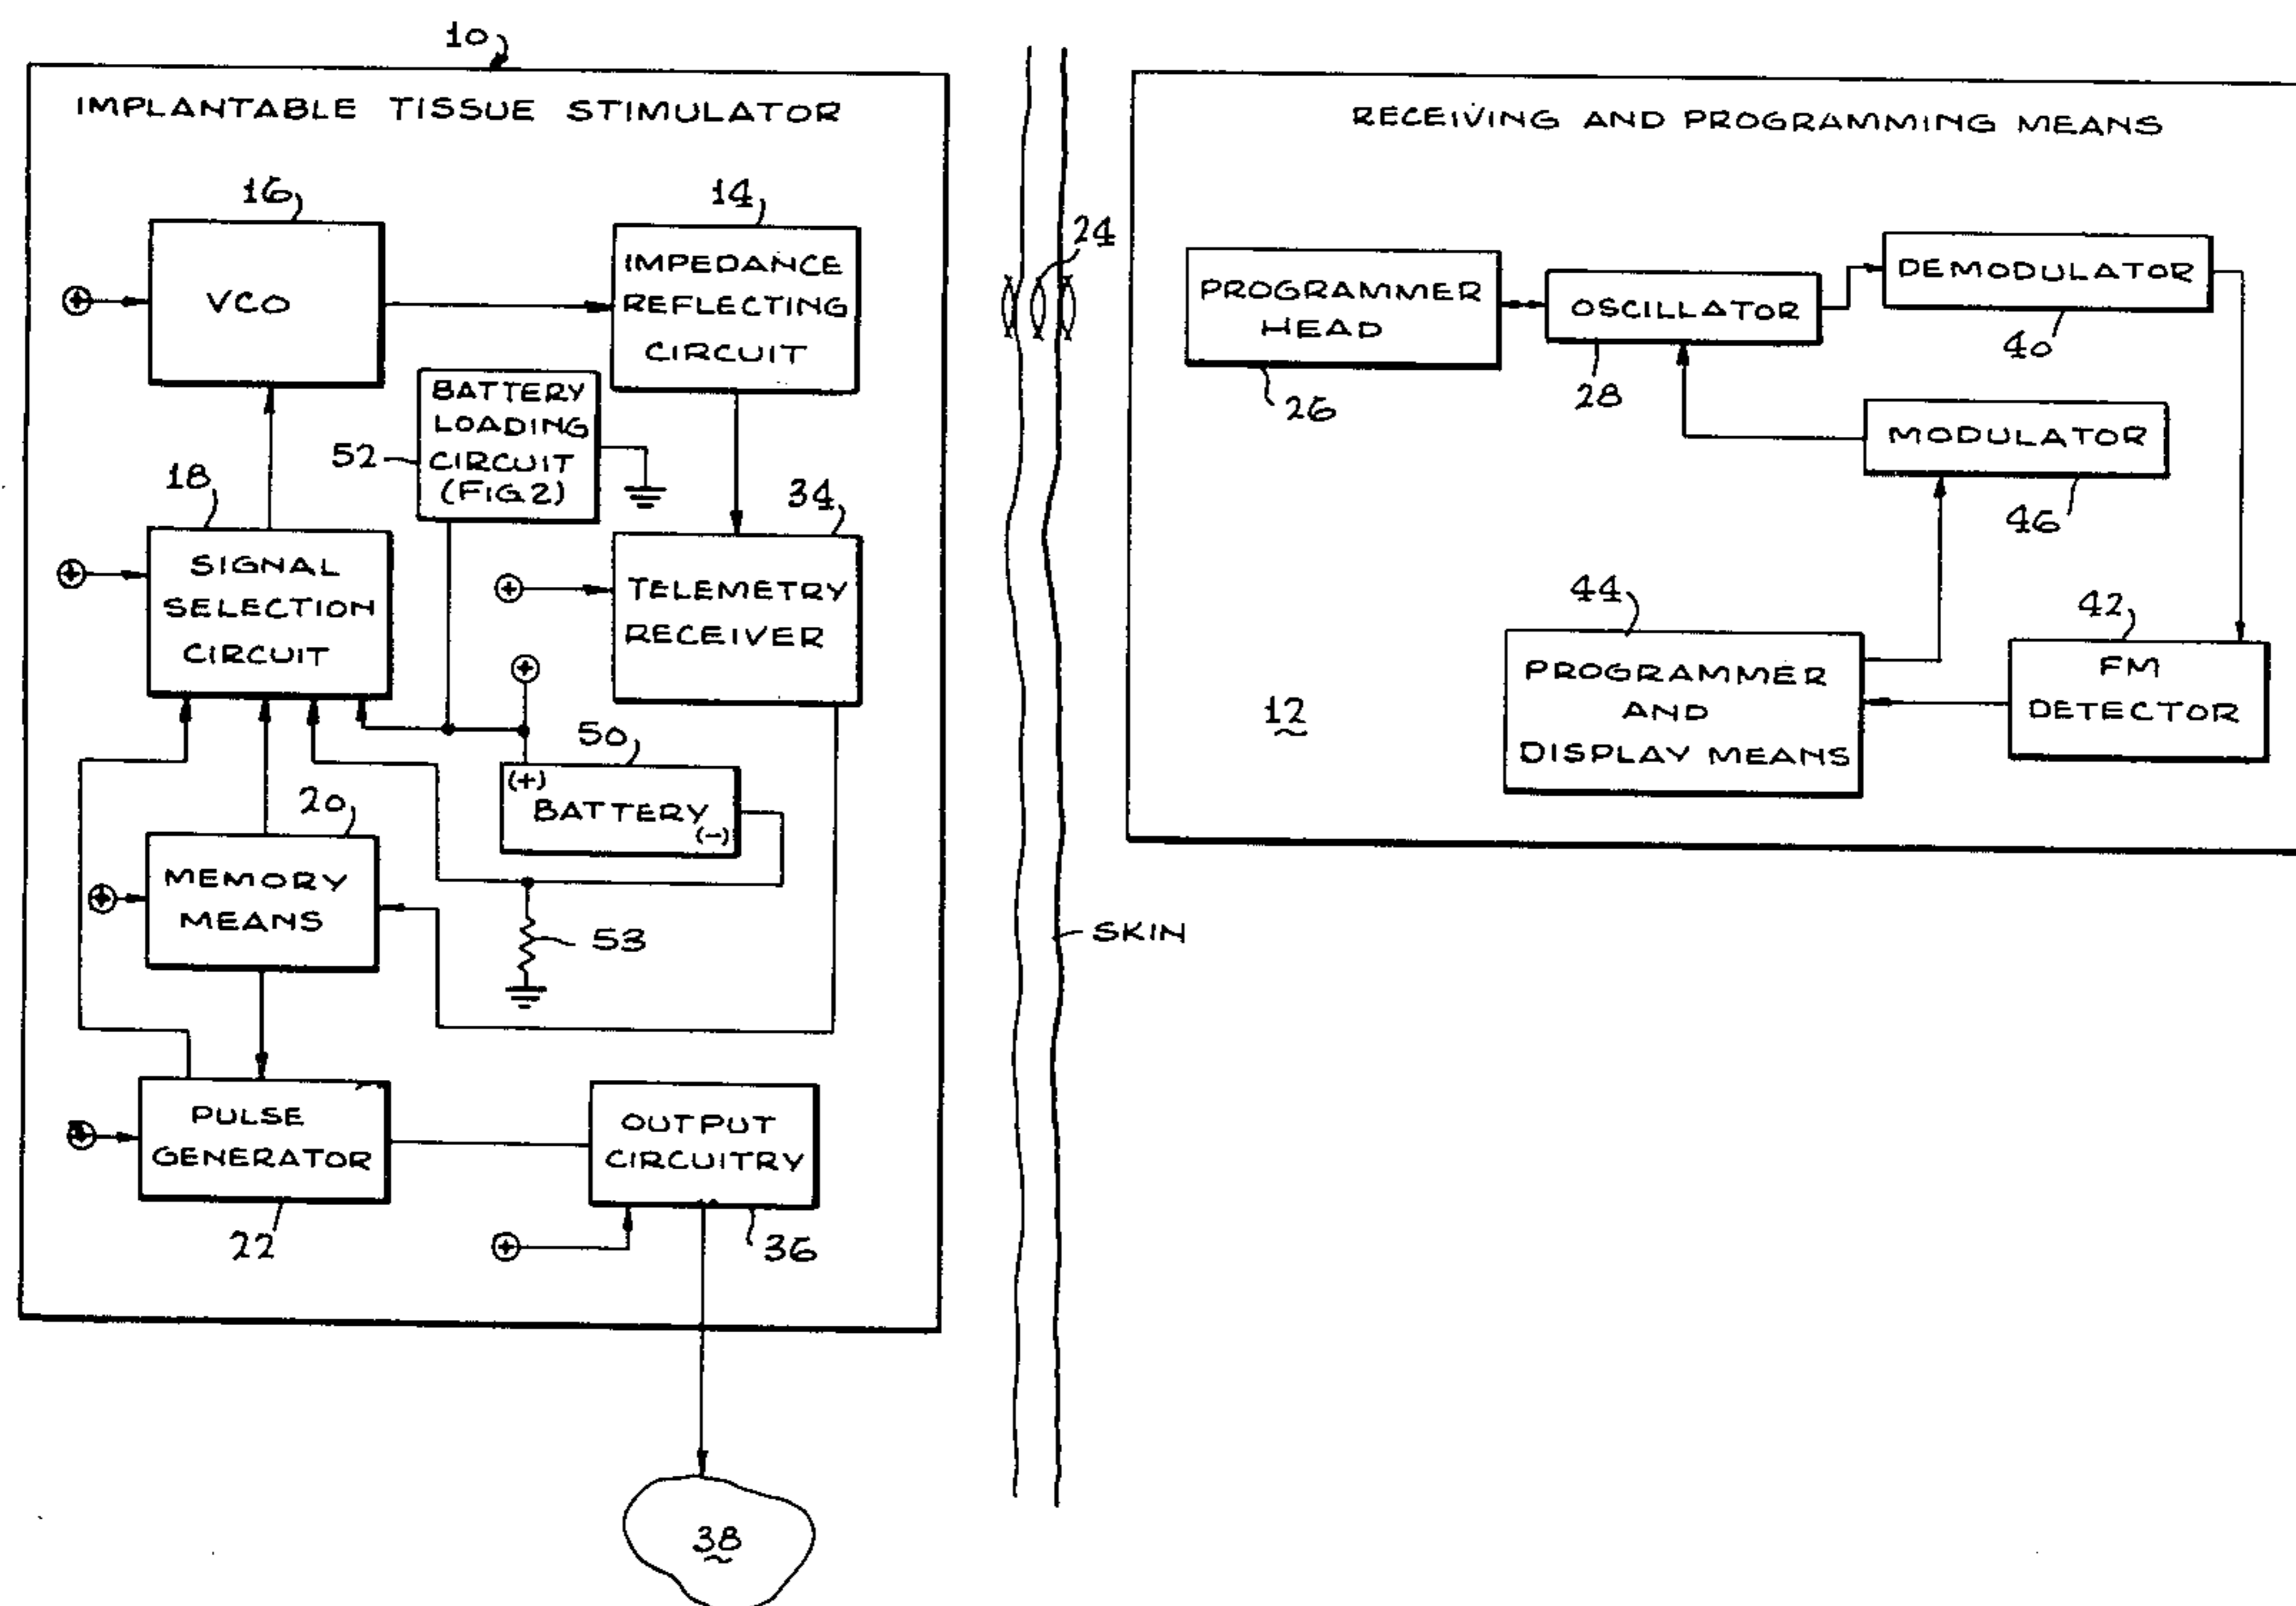 10
IMPLANTABLE TISSUE STIMULATOR
16
VCO
14
IMPEDANCE
REFLECTING
CIRCUIT
BATTERY
LOADING
CIRCUIT
(FIG 2)
52
18
SIGNAL
SELECTION
CIRCUIT
34
TELEMETRY
RECEIVER
50
(+)
BATTERY
(-)
20
MEMORY
MEANS
53
PULSE
GENERATOR
22
OUTPUT
CIRCUITRY
36
38
24
SKIN
RECEIVING AND PROGRAMMING MEANS
PROGRAMMER
HEAD
26
OSCILLATOR
28
DEMODULATOR
40
MODULATOR
46
44
PROGRAMMER
AND
DISPLAY MEANS
42
FM
DETECTOR
12